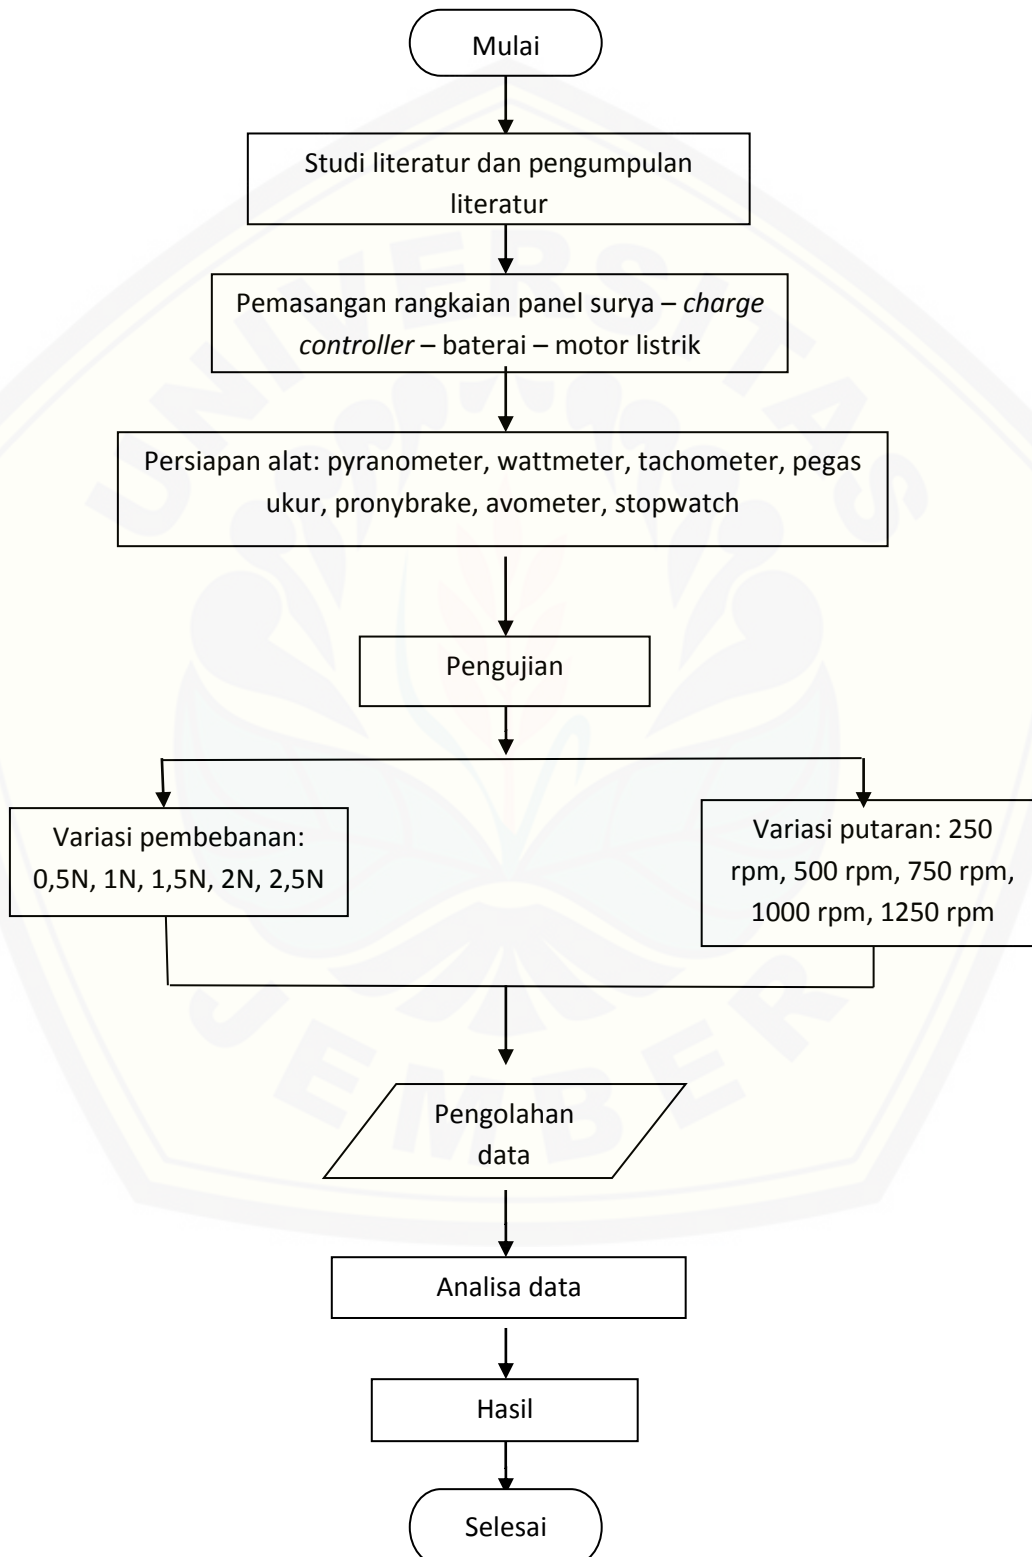 Mulai
Studi literatur dan pengumpulan
literatur
Pemasangan rangkaian panel surya – charge
controller – baterai – motor listrik
Persiapan alat: pyranometer, wattmeter, tachometer, pegas
ukur, pronybrake, avometer, stopwatch
Pengujian
Variasi pembebanan:
0,5N, 1N, 1,5N, 2N, 2,5N
Variasi putaran: 250
rpm, 500 rpm, 750 rpm,
1000 rpm, 1250 rpm
Pengolahan
data
Analisa data
Hasil
Selesai
UNIVERSITAS
JEMBER